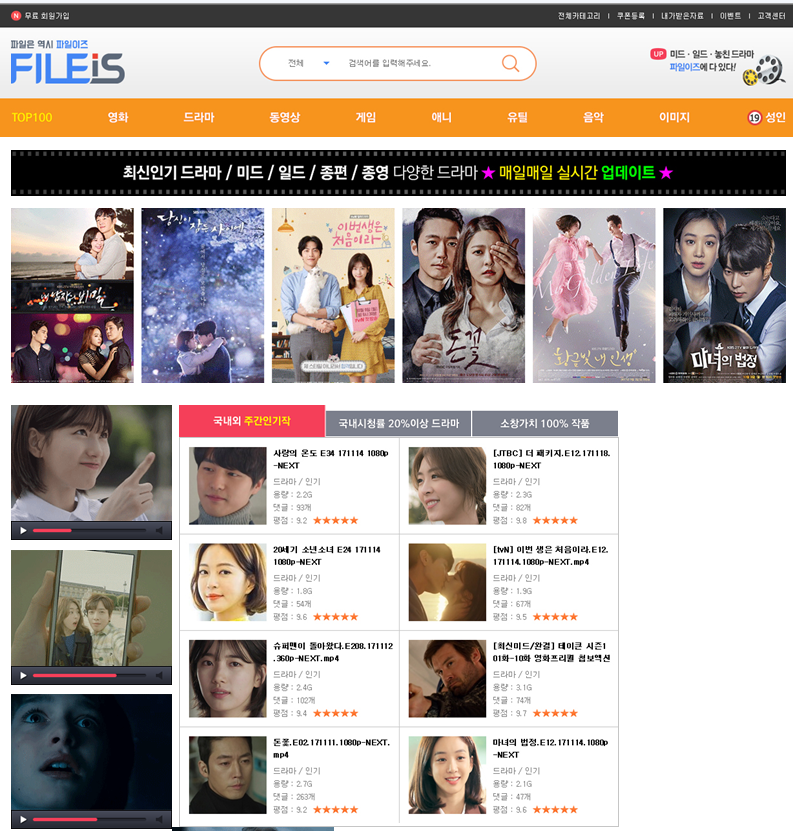 N 무료 회원가입
전체카테고리 | 쿠폰등록 | 내가받은자료 | 이벤트 | 고객센터
파일은 역시 파일이즈
FILEiS
전체 검색어를 입력해주세요.
UP 미드 · 일드 · 놓친 드라마
파일이즈에 다 있다!
TOP100 영화 드라마 동영상 게임 애니 유틸 음악 이미지 19 성인
최신인기 드라마 / 미드 / 일드 / 종편 / 종영 다양한 드라마 ★ 매일매일 실시간 업데이트 ★
당신이 잠든 사이에
이번생은
처음이라
돈꽃
My Golden Life
황금빛 내 인생
마녀의 법정
국내외 주간인기작 국내시청률 20%이상 드라마 소장가치 100% 작품
사랑의 온도 E34 171114 1080p
-NEXT
드라마 / 인기
용량 : 2.2G
댓글 : 93개
평점 : 9.2 ★★★★★
[JTBC] 더 패키지.E12.171118.
1080p-NEXT
드라마 / 인기
용량 : 2.3G
댓글 : 82개
평점 : 9.8 ★★★★★
20세기 소년소녀 E24 171114
1080p-NEXT
드라마 / 인기
용량 : 1.8G
댓글 : 54개
평점 : 9.6 ★★★★★
[tvN] 이번 생은 처음이라.E12.
171114.1080p-NEXT.mp4
드라마 / 인기
용량 : 1.9G
댓글 : 67개
평점 : 9.5 ★★★★★
슈퍼맨이 돌아왔다.E208.171112
.360p-NEXT.mp4
드라마 / 인기
용량 : 2.4G
댓글 : 102개
평점 : 9.4 ★★★★★
[최신미드/완결] 테이큰 시즌1
01화-10화 영화프리퀄 첩보액션
드라마 / 인기
용량 : 3.1G
댓글 : 74개
평점 : 9.7 ★★★★★
돈꽃.E02.171111.1080p-NEXT.
mp4
드라마 / 인기
용량 : 2.7G
댓글 : 263개
평점 : 9.2 ★★★★★
마녀의 법정.E12.171114.1080p
-NEXT
드라마 / 인기
용량 : 2.1G
댓글 : 47개
평점 : 9.6 ★★★★★